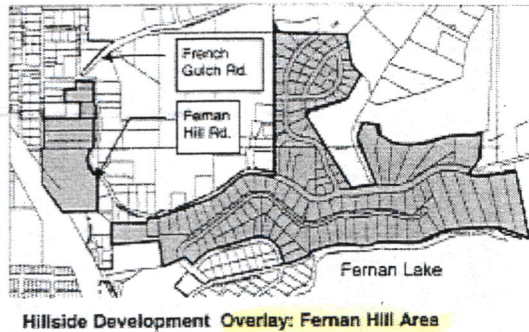 French
Gulch Rd.
Fernan
Hill Rd.
Fernan Lake
Hillside Development Overlay: Fernan Hill Area